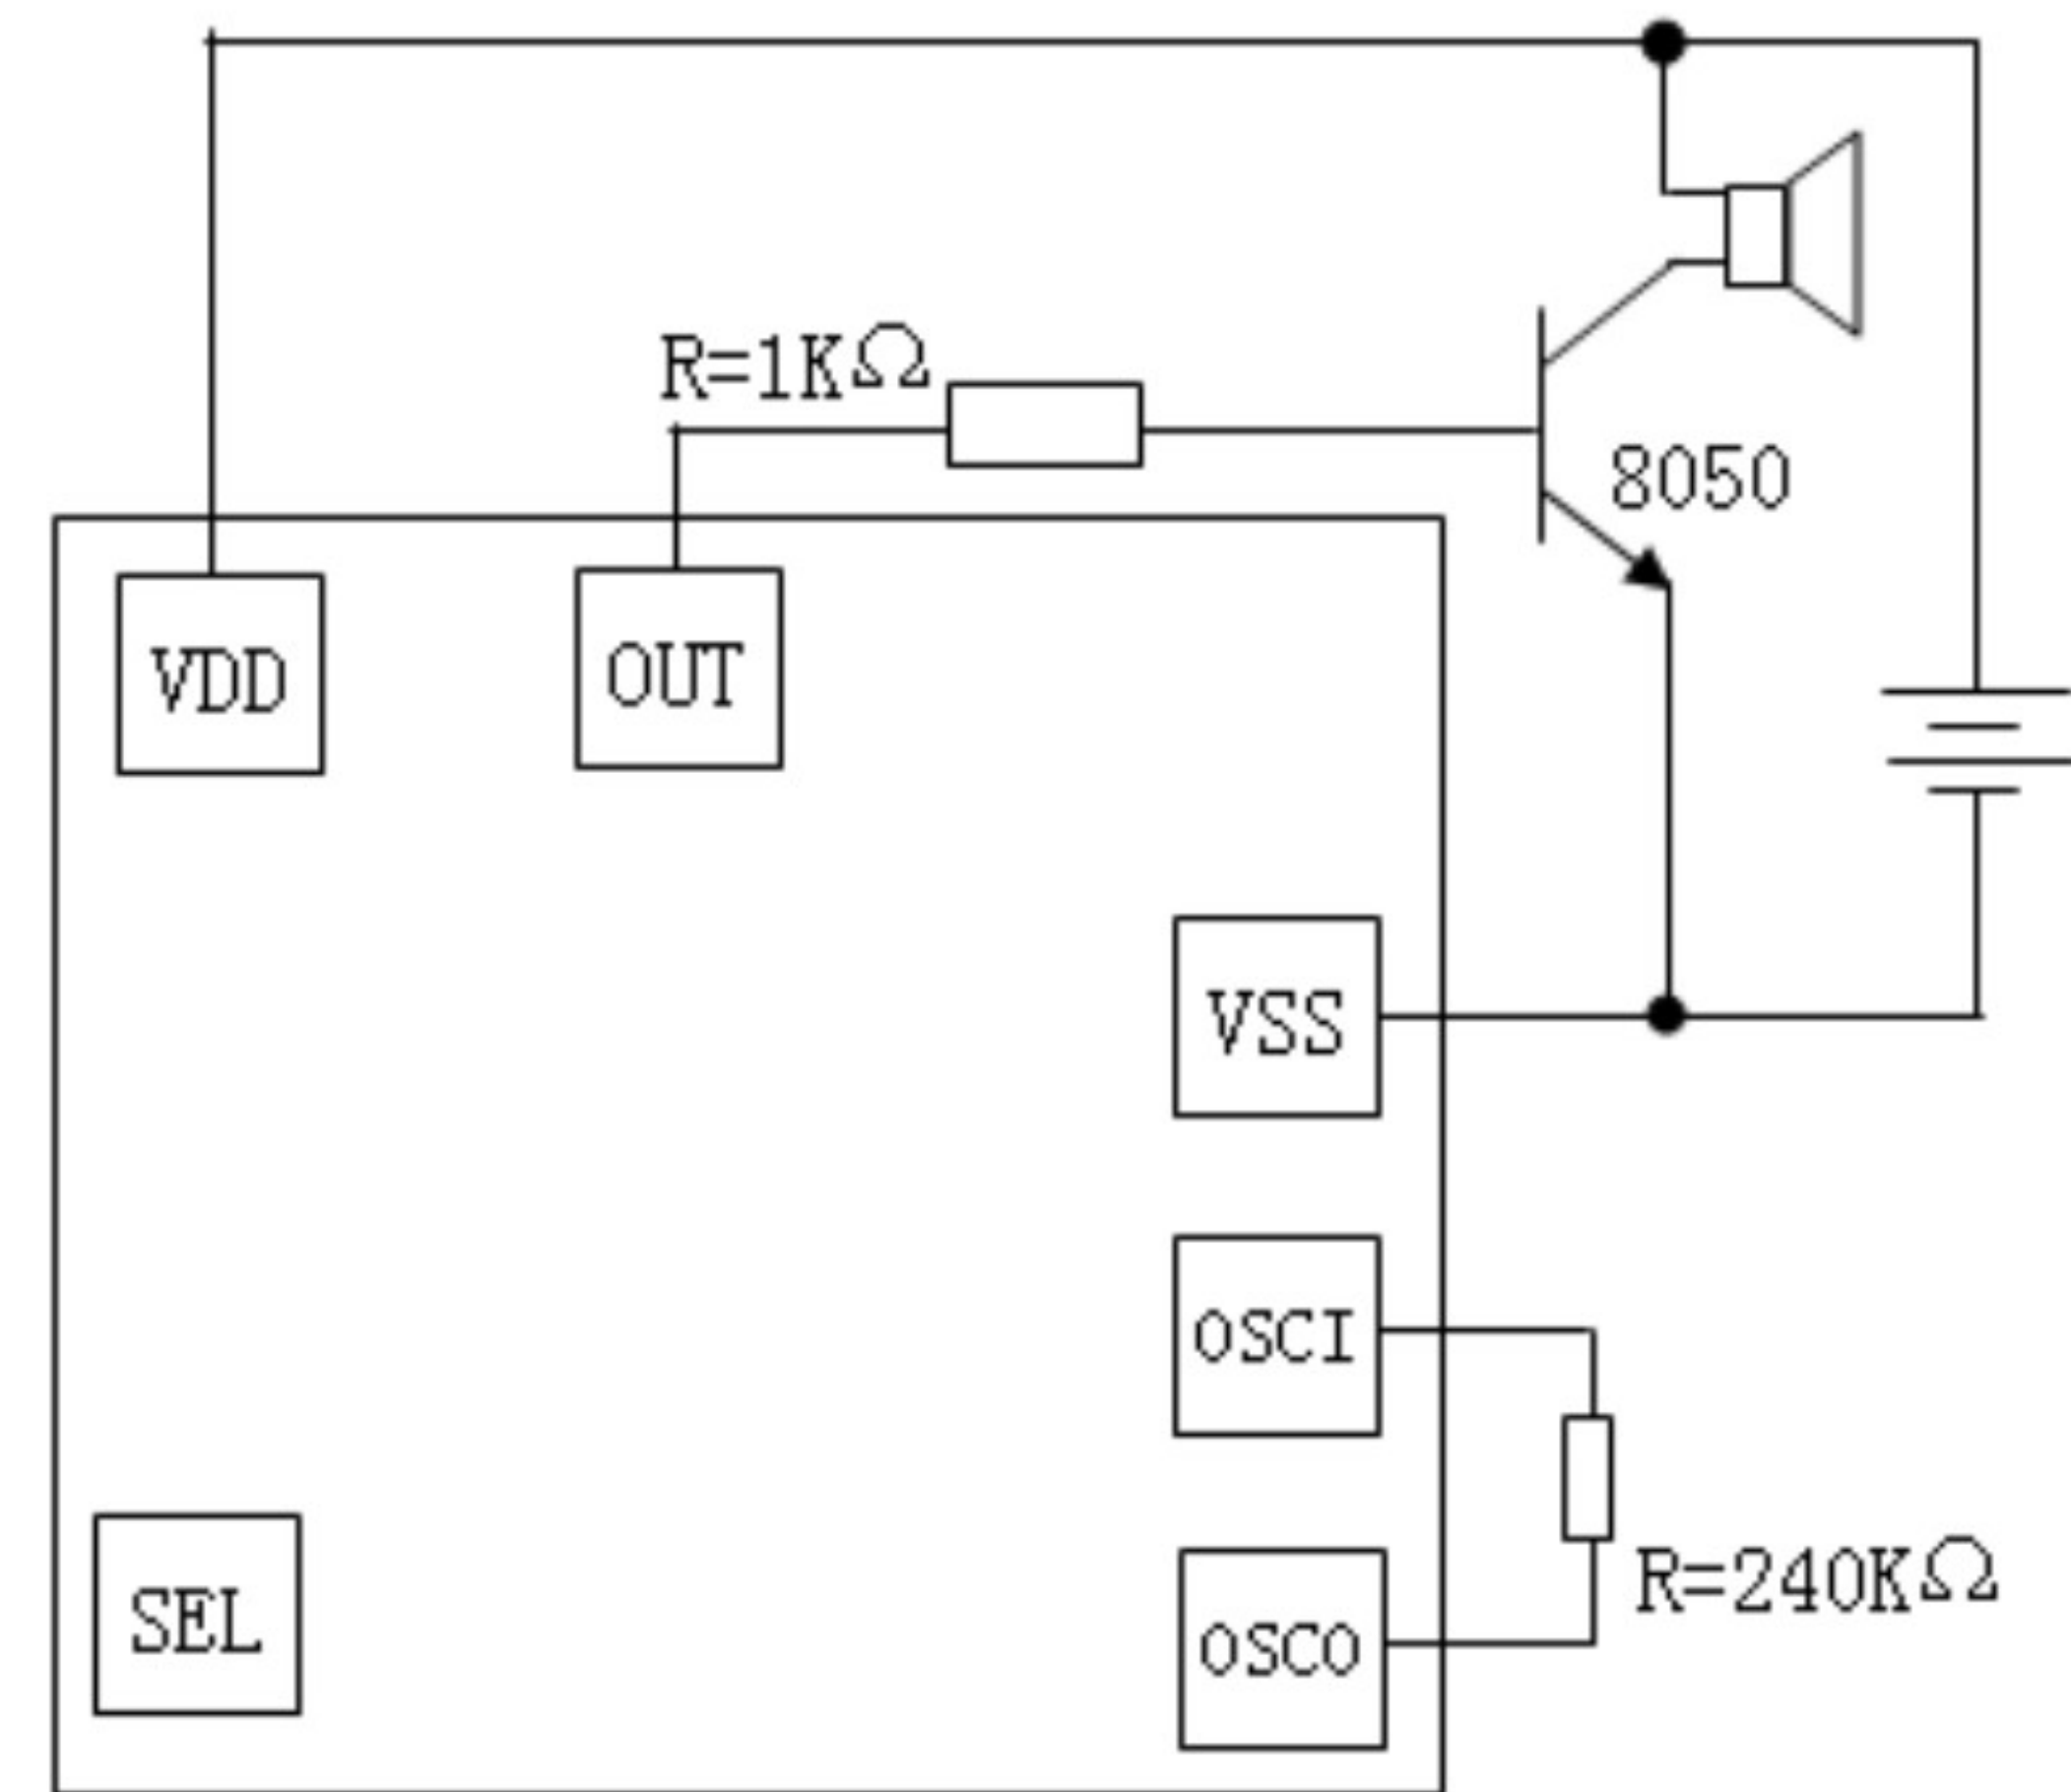 R=1KΩ
8050
VDD
OUT
VSS
OSCI
SEL
OSCO
R=240KΩ